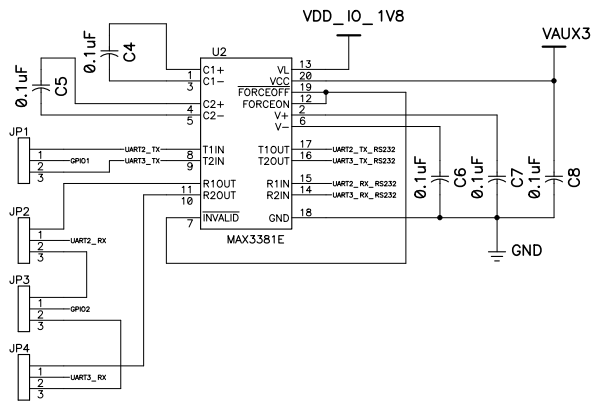 VDD_IO_1V8
VAUX3
0.1uF C4
0.1uF C5
U2
C1+ VL 13
1 C1- VCC 20
3 FORCEOFF 19
C2+ FORCEON 12
4 C2- V+ 2
5 V- 6
JP1
1 UART2_TX T1IN T1OUT 17 UART2_TX_RS232
2 GPIO1 8 T2IN T2OUT 16 UART3_TX_RS232
3 UART3_TX 9
R1OUT R1IN 15 UART2_RX_RS232
11 R2OUT R2IN 14 UART3_RX_RS232
10
INVALID GND 18
7
MAX3381E
0.1uF C6
0.1uF C7
0.1uF C8
GND
JP2
1
2 UART2_RX
3
JP3
1
2 GPIO2
3
JP4
1
2 UART3_RX
3